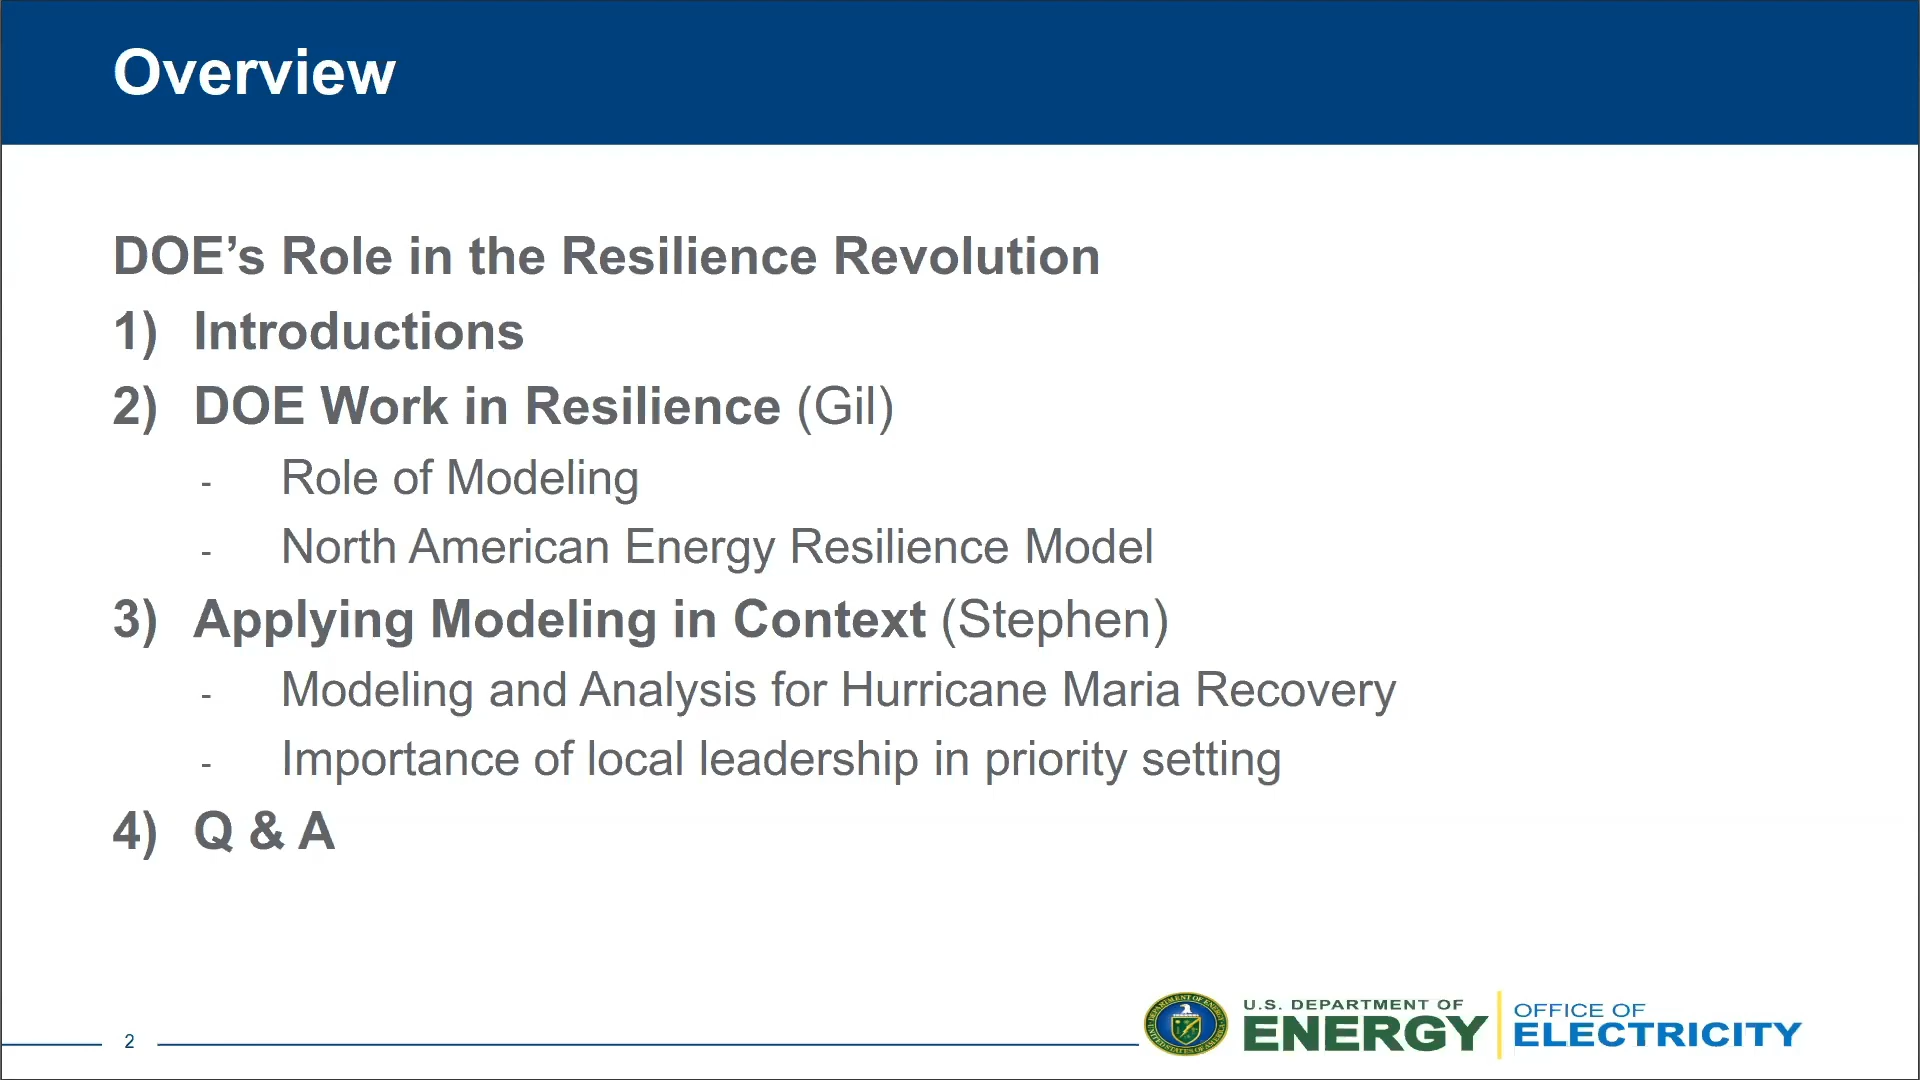 Overview
DOE’s Role in the Resilience Revolution
1) Introductions
2) DOE Work in Resilience (Gil)
- Role of Modeling
- North American Energy Resilience Model
3) Applying Modeling in Context (Stephen)
- Modeling and Analysis for Hurricane Maria Recovery
- Importance of local leadership in priority setting
4) Q & A
2
U.S. DEPARTMENT OF
ENERGY
OFFICE OF
ELECTRICITY